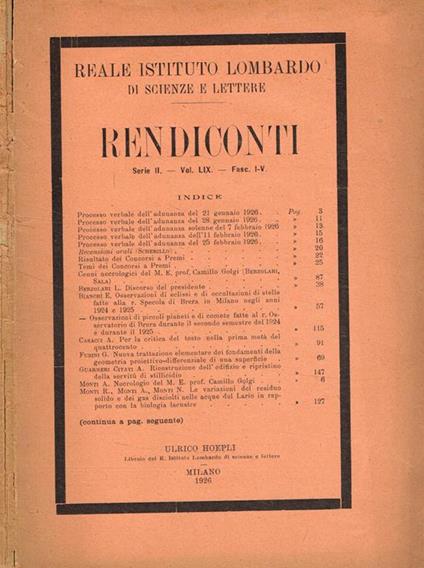 REALE ISTITUTO LOMBARDO
DI SCIENZE E LETTERE
RENDICONTI
Serie II. — Vol. LIX. — Fasc. I-V.
INDICE
Processo verbale dell'adunanza del 21 gennaio 1926 . Pag. 3
Processo verbale dell'adunanza del 28 gennaio 1926 . . » 11
Processo verbale dell'adunanza solenne del 7 febbraio 1926 » 13
Processo verbale dell'adunanza dell'11 febbraio 1926 . . » 15
Processo verbale dell'adunanza del 25 febbraio 1926 . . » 16
Recensioni orali (SCHERILLO) . . » 20
Risultato dei Concorsi a Premi . . » 22
Temi dei Concorsi a Premi . . » 25
Cenni necrologici del M. E. prof. Camillo Golgi (BERZOLARI,
SALA) . . » 87
BERZOLARI L. Discorso del presidente . . » 38
BIANCHI E. Osservazioni di eclissi e di occultazioni di stelle
fatte alla r. Specola di Brera in Milano negli anni
1924 e 1925 . . » 57
— Osservazioni di piccoli pianeti e di comete fatte al r. Os-
servatorio di Brera durante il secondo semestre del 1924
e durante il 1925 . . » 115
CASACCI A. Per la critica del testo nella prima metà del
quattrocento . . » 91
FUBINI G. Nuova trattazione elementare dei fondamenti della
geometria proiettivo-differenziale di una superficie . » 69
GUARNERI CITATI A. Ricostruzione dell'edifizio e ripristino
della servitù di stillicidio . . » 147
MONTI A. Necrologio del M. E. prof. Camillo Golgi . . » 6
MONTI R., MONTI A., MONTI N. Le variazioni del residuo
solido e dei gas disciolti nelle acque del Lario in rap-
porto con la biologia lacustre . . » 127
(continua a pag. seguente)
ULRICO HOEPLI
Libraio del R. Istituto Lombardo di scienze e lettere
MILANO
1926